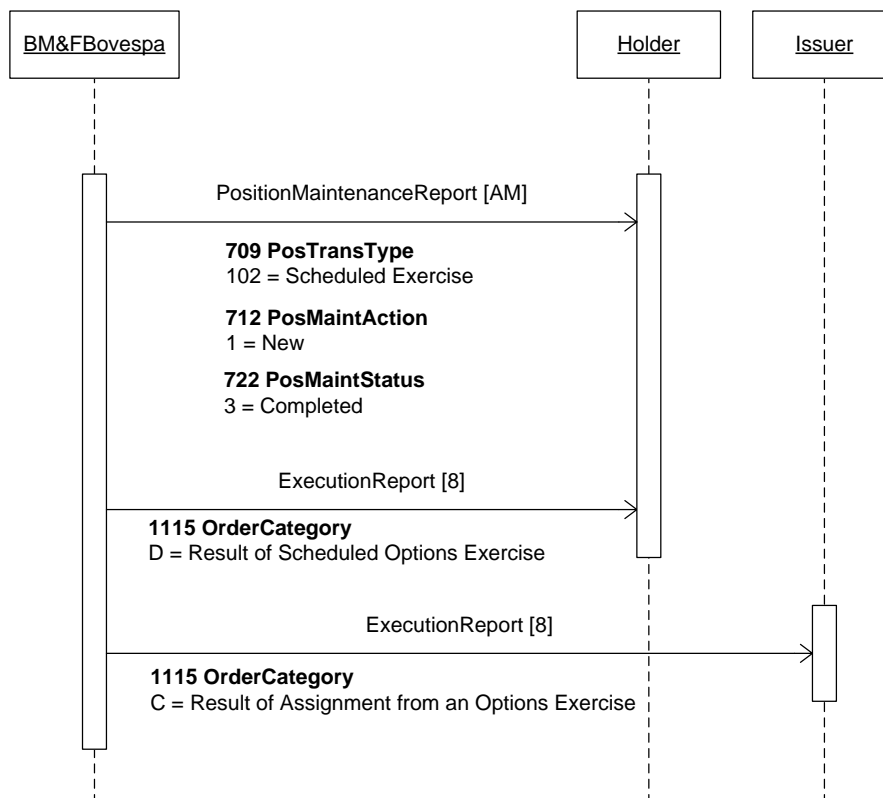 BM&FBovespa
Holder
Issuer
PositionMaintenanceReport [AM]
709 PosTransType
102 = Scheduled Exercise
712 PosMaintAction
1 = New
722 PosMaintStatus
3 = Completed
ExecutionReport [8]
1115 OrderCategory
D = Result of Scheduled Options Exercise
ExecutionReport [8]
1115 OrderCategory
C = Result of Assignment from an Options Exercise